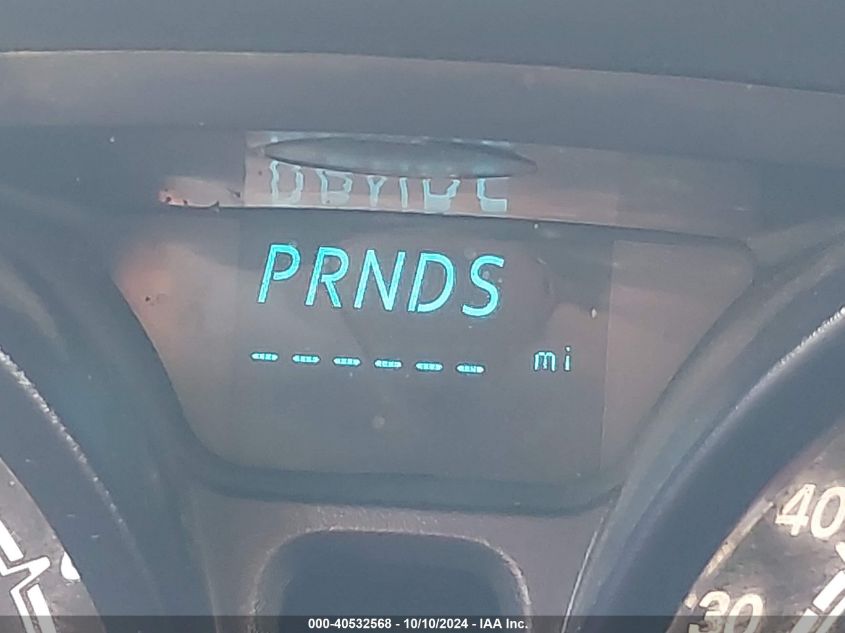 PRNDS
------ mi
40
30
000-40532568 - 10/10/2024 - IAA Inc.